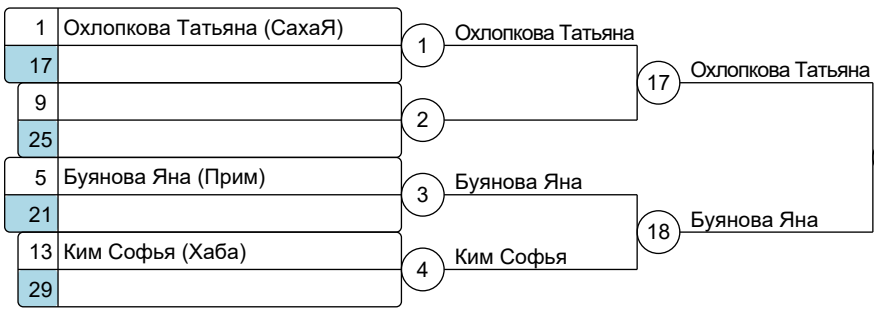 1 Охлопкова Татьяна (СахаЯ)
17
9
25
5 Буянова Яна (Прим)
21
13 Ким Софья (Хаба)
29
1 Охлопкова Татьяна
2
3 Буянова Яна
4 Ким Софья
17 Охлопкова Татьяна
18 Буянова Яна